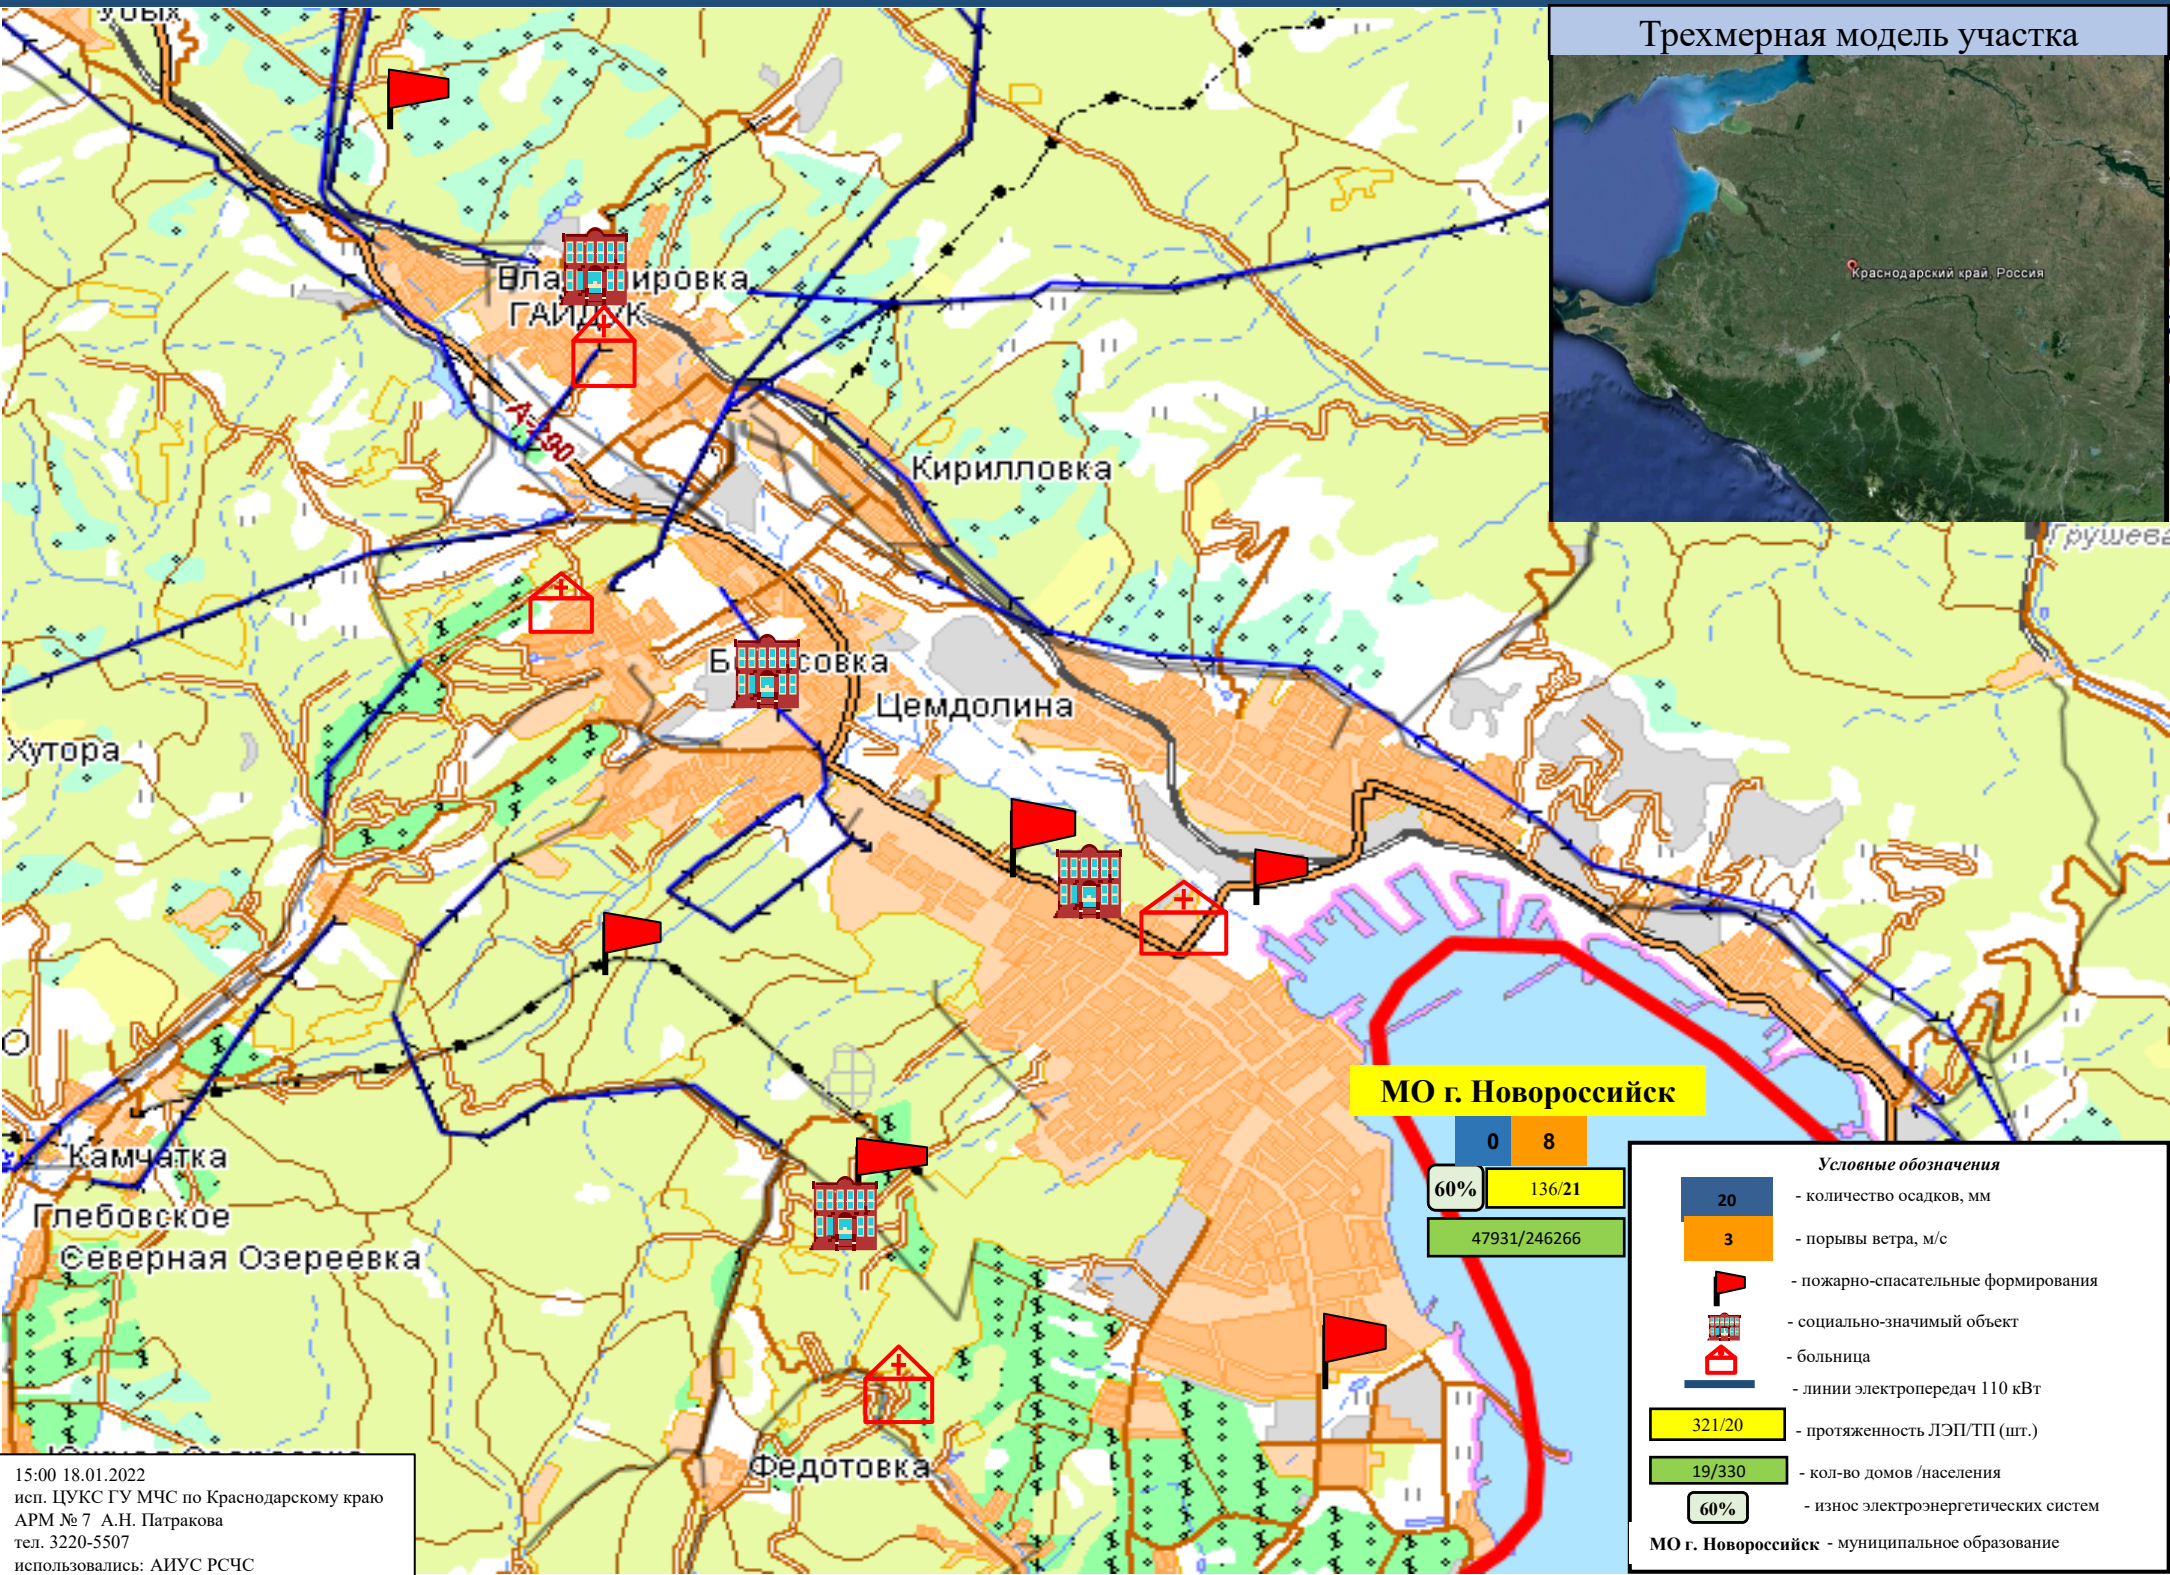 Трехмерная модель участка
Краснодарский край, Россия
ГАЙДУК
Кирилловка
Грушева
Цемдолина
Хутора
МО г. Новороссийск
0 8
60% 136/21
47931/246266
Камчатка
Глебовское
Северная Озереевка
Федотовка
Условные обозначения
20 - количество осадков, мм
3 - порывы ветра, м/с
- пожарно-спасательные формирования
- социально-значимый объект
- больница
- линии электропередач 110 кВт
321/20 - протяженность ЛЭП/ТП (шт.)
19/330 - кол-во домов /населения
60% - износ электроэнергетических систем
МО г. Новороссийск - муниципальное образование
15:00 18.01.2022
исп. ЦУКС ГУ МЧС по Краснодарскому краю
АРМ № 7 А.Н. Патракова
тел. 3220-5507
использовались: АИУС РСЧС